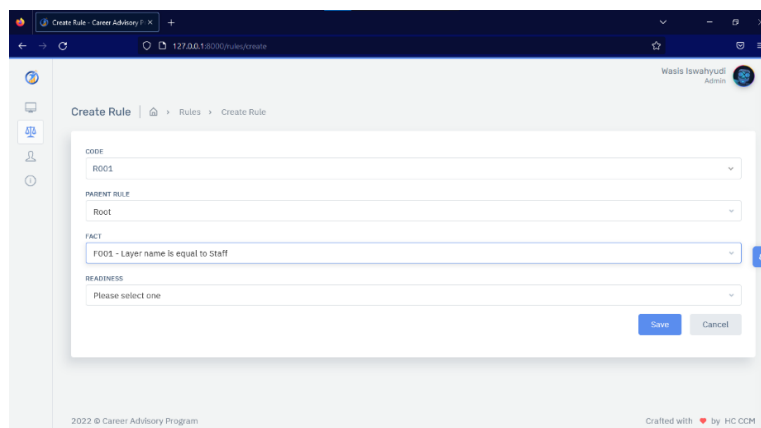 Create Rule - Career Advisory P
127.0.0.1:8000/rules/create
Wasis Iswahyudi
Admin
Create Rule
Rules
Create Rule
CODE
R001
PARENT RULE
Root
FACT
F001 - Layer name is equal to Staff
READINESS
Please select one
Save
Cancel
2022 © Career Advisory Program
Crafted with ♥ by HC CCM